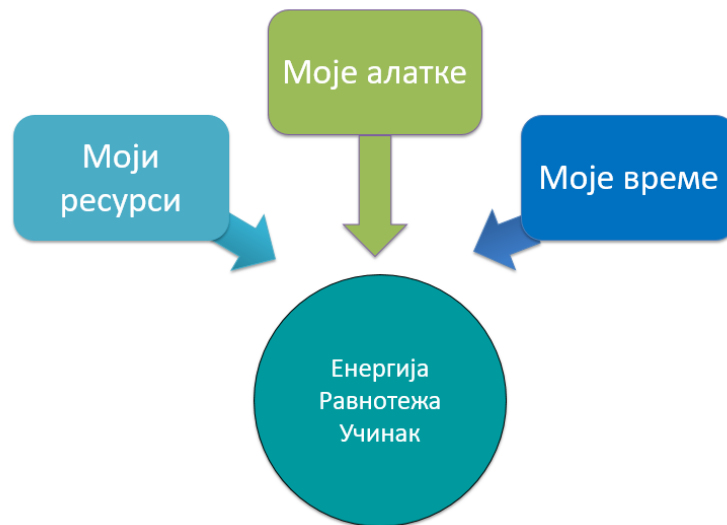 Моје алатке
Моји
ресурси
Моје време
Енергија
Равнотежа
Учинак